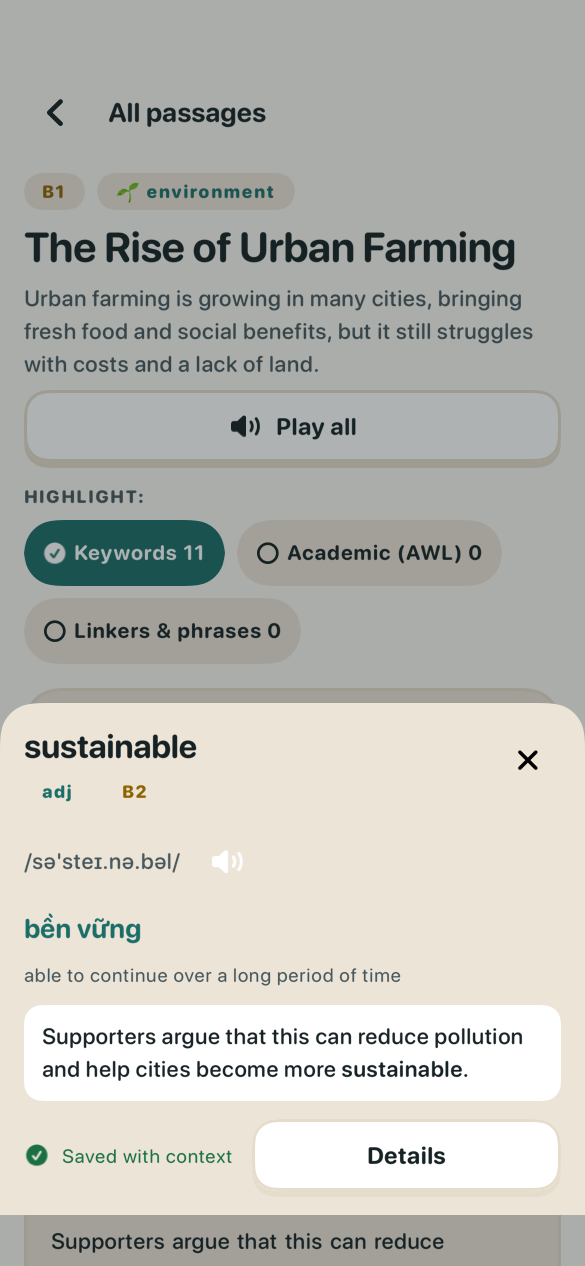 All passages
B1
environment
The Rise of Urban Farming
Urban farming is growing in many cities, bringing
fresh food and social benefits, but it still struggles
with costs and a lack of land.
Play all
HIGHLIGHT:
Keywords 11
Academic (AWL) 0
Linkers & phrases 0
sustainable
adj B2
/səˈsteɪ.nə.bəl/
bền vững
able to continue over a long period of time
Supporters argue that this can reduce pollution
and help cities become more sustainable.
Saved with context
Details
Supporters argue that this can reduce